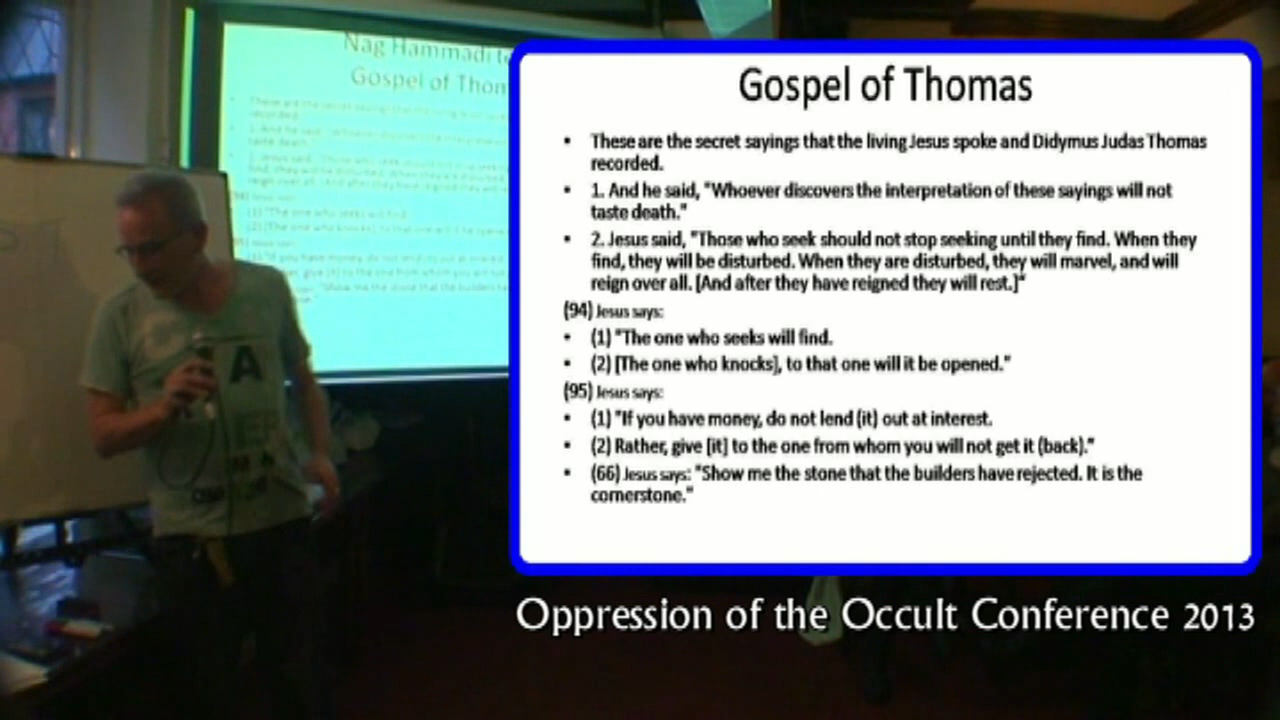 Nag Hammadi
Gospel of Thom
Gospel of Thomas
• These are the secret sayings that the living Jesus spoke and Didymus Judas Thomas
recorded.
• 1. And he said, "Whoever discovers the interpretation of these sayings will not
taste death."
• 2. Jesus said, "Those who seek should not stop seeking until they find. When they
find, they will be disturbed. When they are disturbed, they will marvel, and will
reign over all. [And after they have reigned they will rest.]"
(94) Jesus says:
• (1) "The one who seeks will find.
• (2) [The one who knocks], to that one will it be opened."
(95) Jesus says:
• (1) "If you have money, do not lend (it) out at interest.
• (2) Rather, give [it] to the one from whom you will not get it (back)."
• (66) Jesus says: "Show me the stone that the builders have rejected. It is the
cornerstone."
Oppression of the Occult Conference 2013
A